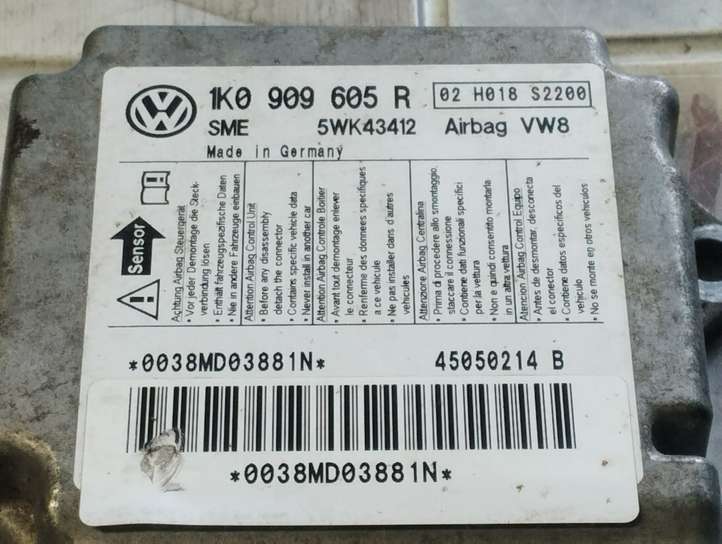 VW
1K0 909 605 R
02 H018 S2200
SME 5WK43412 Airbag VW8
Made in Germany
Sensor
Achtung Airbag Steuergerät
• Vor jeder Demontage die Steck-
verbindung lösen
• Enthält fahrzeugspezifische Daten
• Nie in andere Fahrzeuge einbauen
Attention Airbag Control Unit
• Before any disassembly
detach the connector
• Contains specific vehicle data
• Never install in another car
Attention Airbag Controle Boitier
• Avant tout demontage enlever
le connecteur.
• Renferme des donnees specifiques
a ce vehicule
• Ne pas installer dans d'autres
vehicules
Attenzione Airbag Centralina
• Prima di procedere allo smontaggio
staccare il connessione
• Contiene dati funzionali specifici
per la vettura
• Non e quindi consentito montarla
in un altra vettura
Atencion Airbag Control Equipo
• Antes de desmontar, desconecta
el conector
• Contiene datos especificos del
vehiculo
• No se monte en otros vehiculos
*0038MD03881N* 45050214 B
*0038MD03881N*